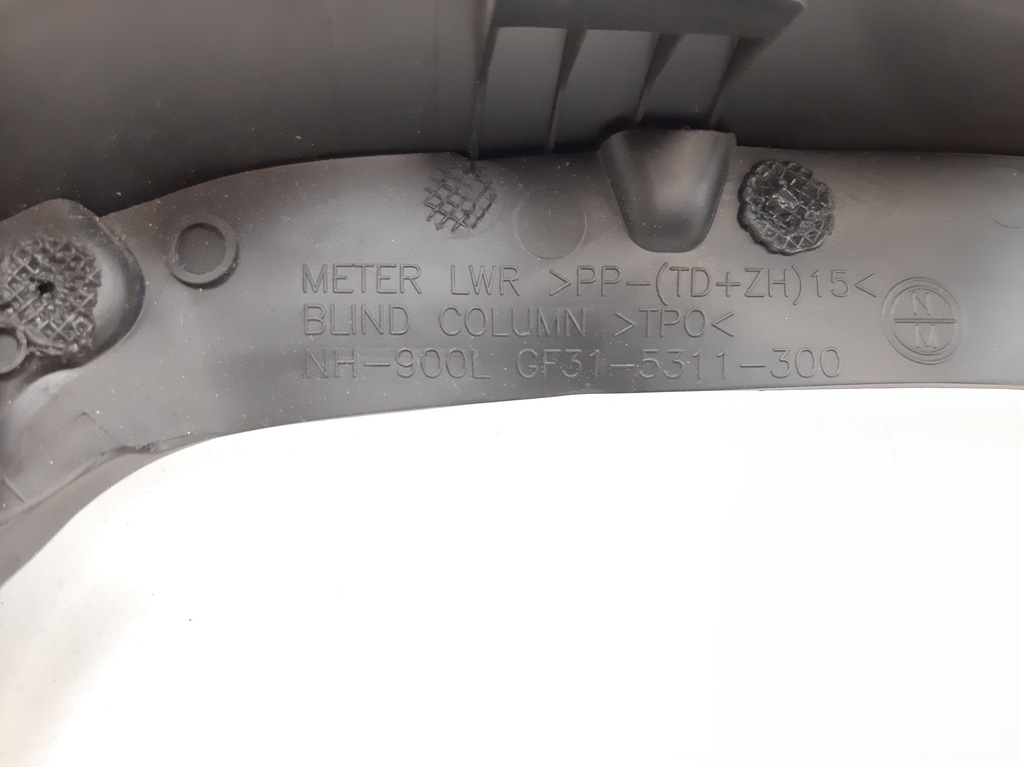 METER LWR >PP-(TD+ZH)15<
BLIND COLUMN >TPO<
NH-900L GF31-5311-300
N
M